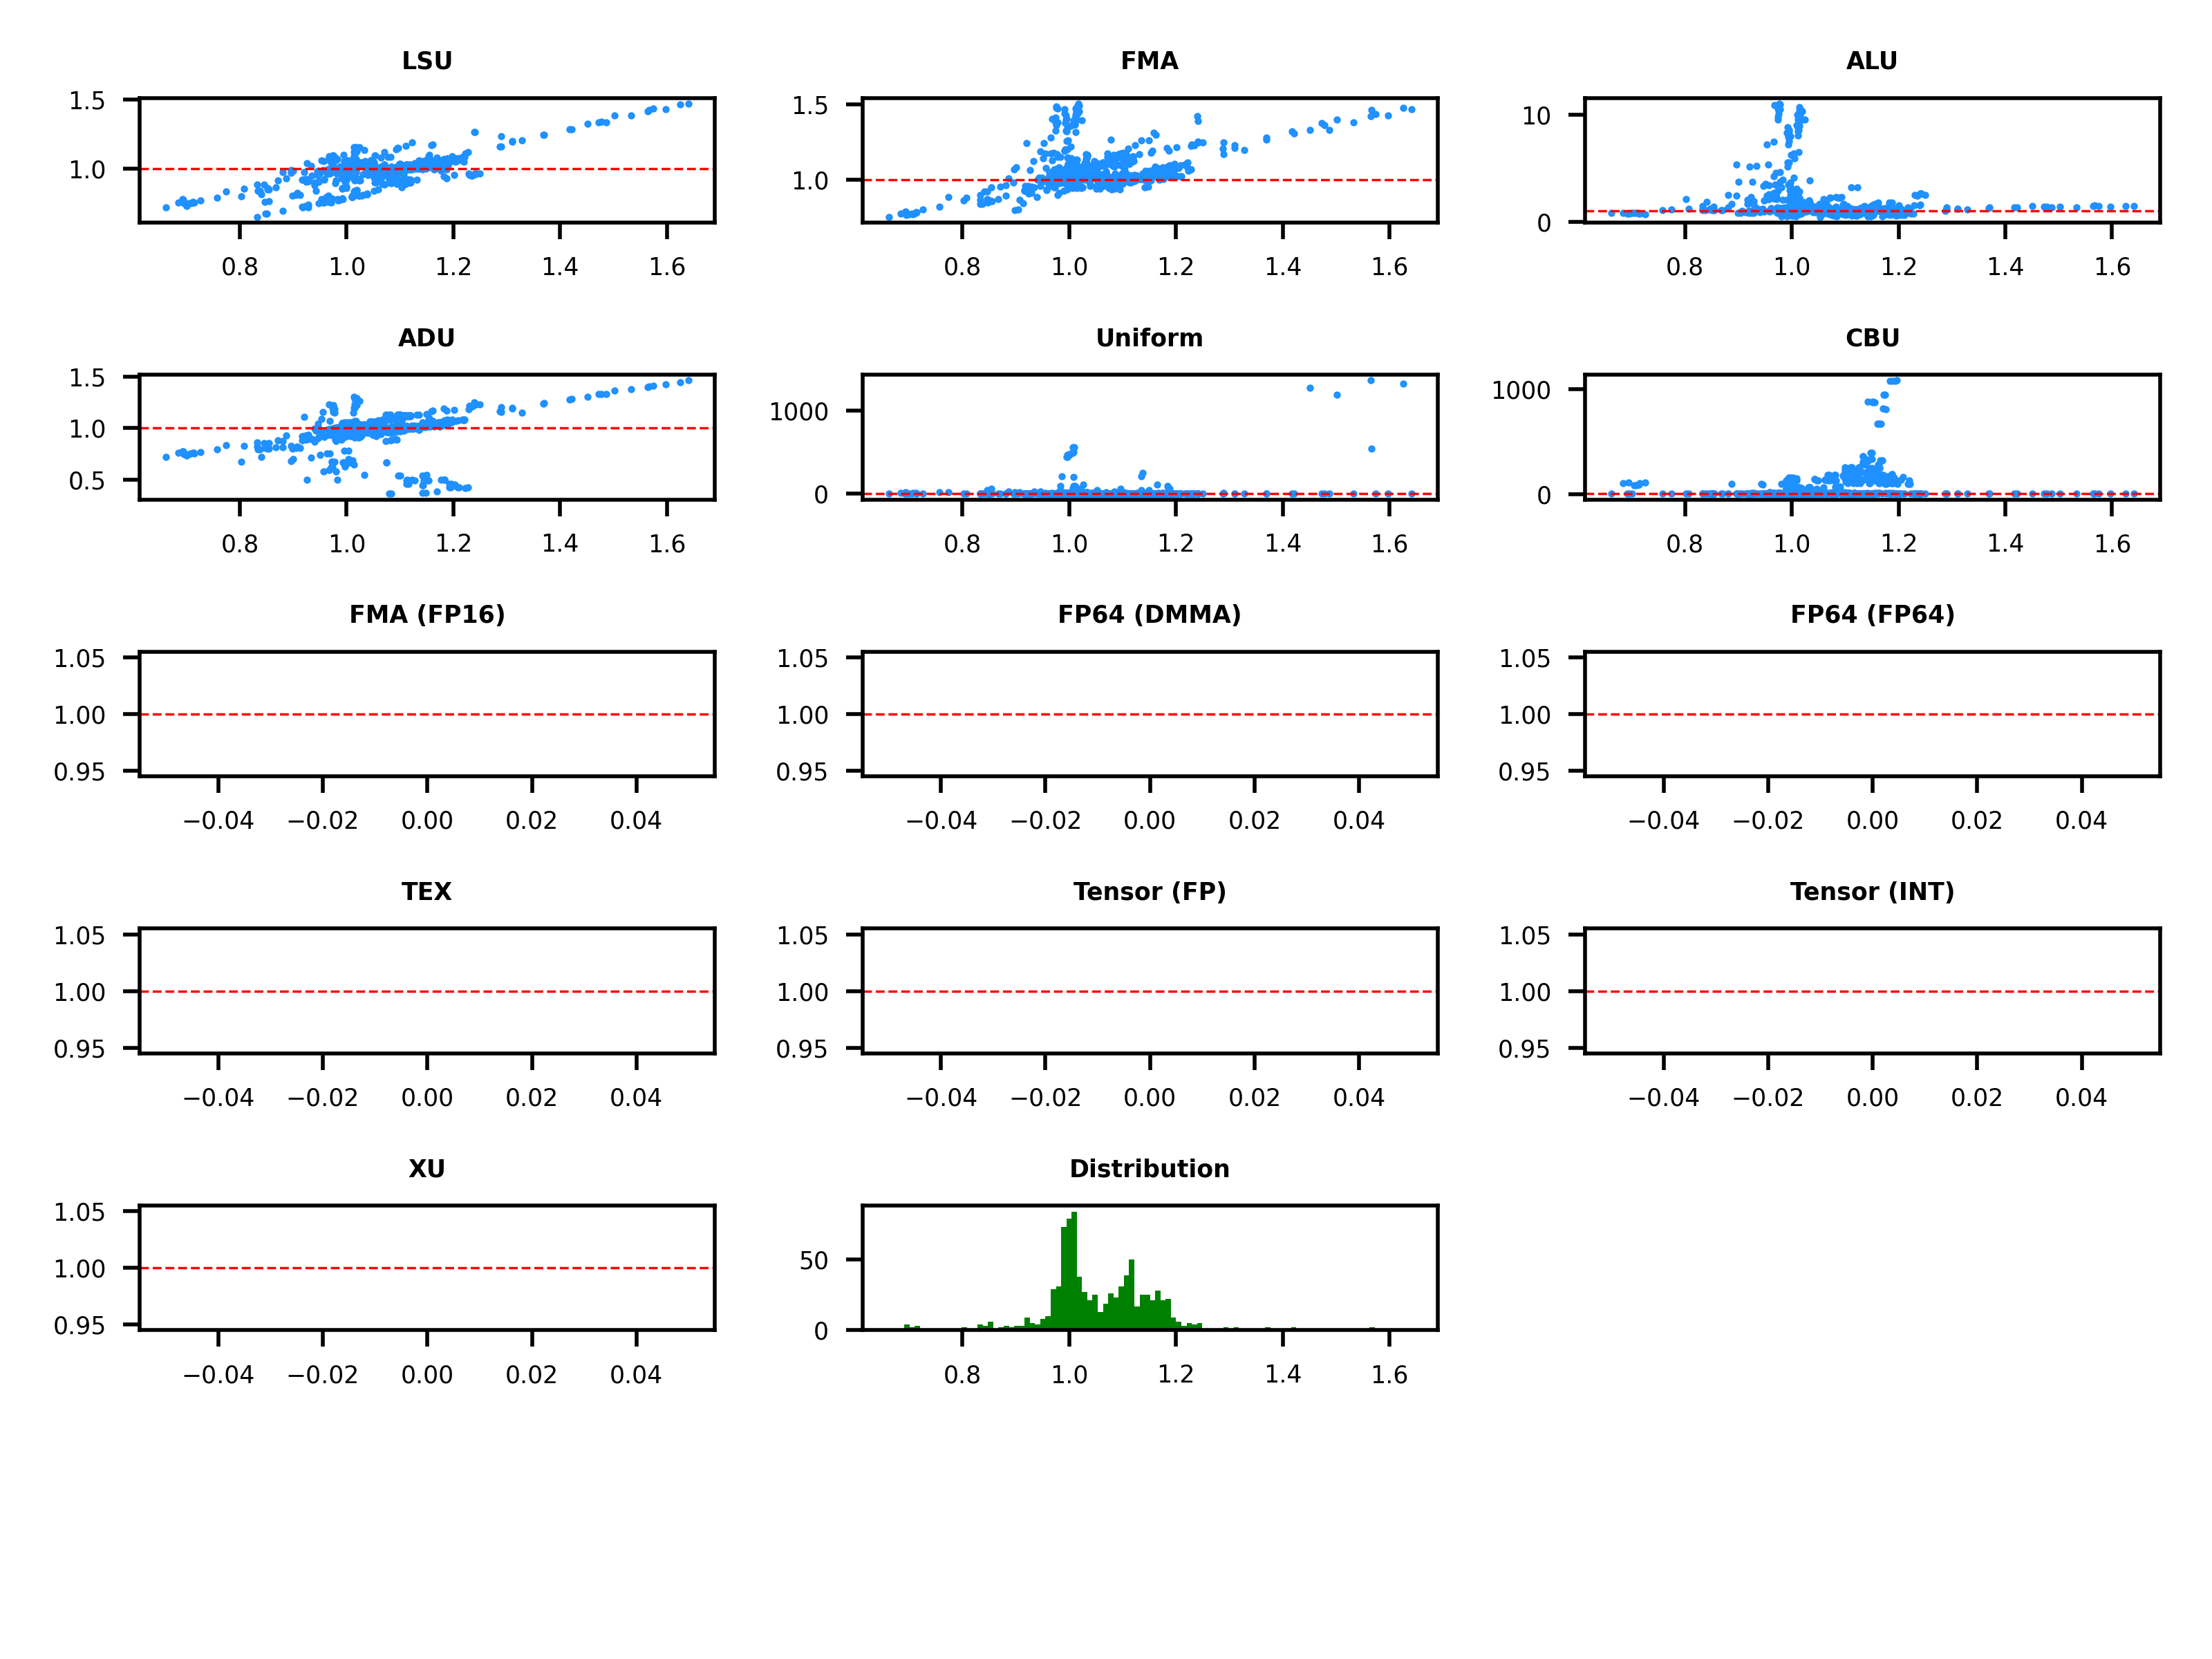 LSU FMA ALU
1.5 1.5 10
1.0 1.0 0
0.8 1.0 1.2 1.4 1.6 0.8 1.0 1.2 1.4 1.6 0.8 1.0 1.2 1.4 1.6
ADU Uniform CBU
1.5 1000 1000
1.0 0 0
0.5
0.8 1.0 1.2 1.4 1.6 0.8 1.0 1.2 1.4 1.6 0.8 1.0 1.2 1.4 1.6
FMA (FP16) FP64 (DMMA) FP64 (FP64)
1.05 1.05 1.05
1.00 1.00 1.00
0.95 0.95 0.95
−0.04 −0.02 0.00 0.02 0.04 −0.04 −0.02 0.00 0.02 0.04 −0.04 −0.02 0.00 0.02 0.04
TEX Tensor (FP) Tensor (INT)
1.05 1.05 1.05
1.00 1.00 1.00
0.95 0.95 0.95
−0.04 −0.02 0.00 0.02 0.04 −0.04 −0.02 0.00 0.02 0.04 −0.04 −0.02 0.00 0.02 0.04
XU Distribution
1.05 50
1.00 0
0.95
−0.04 −0.02 0.00 0.02 0.04 0.8 1.0 1.2 1.4 1.6